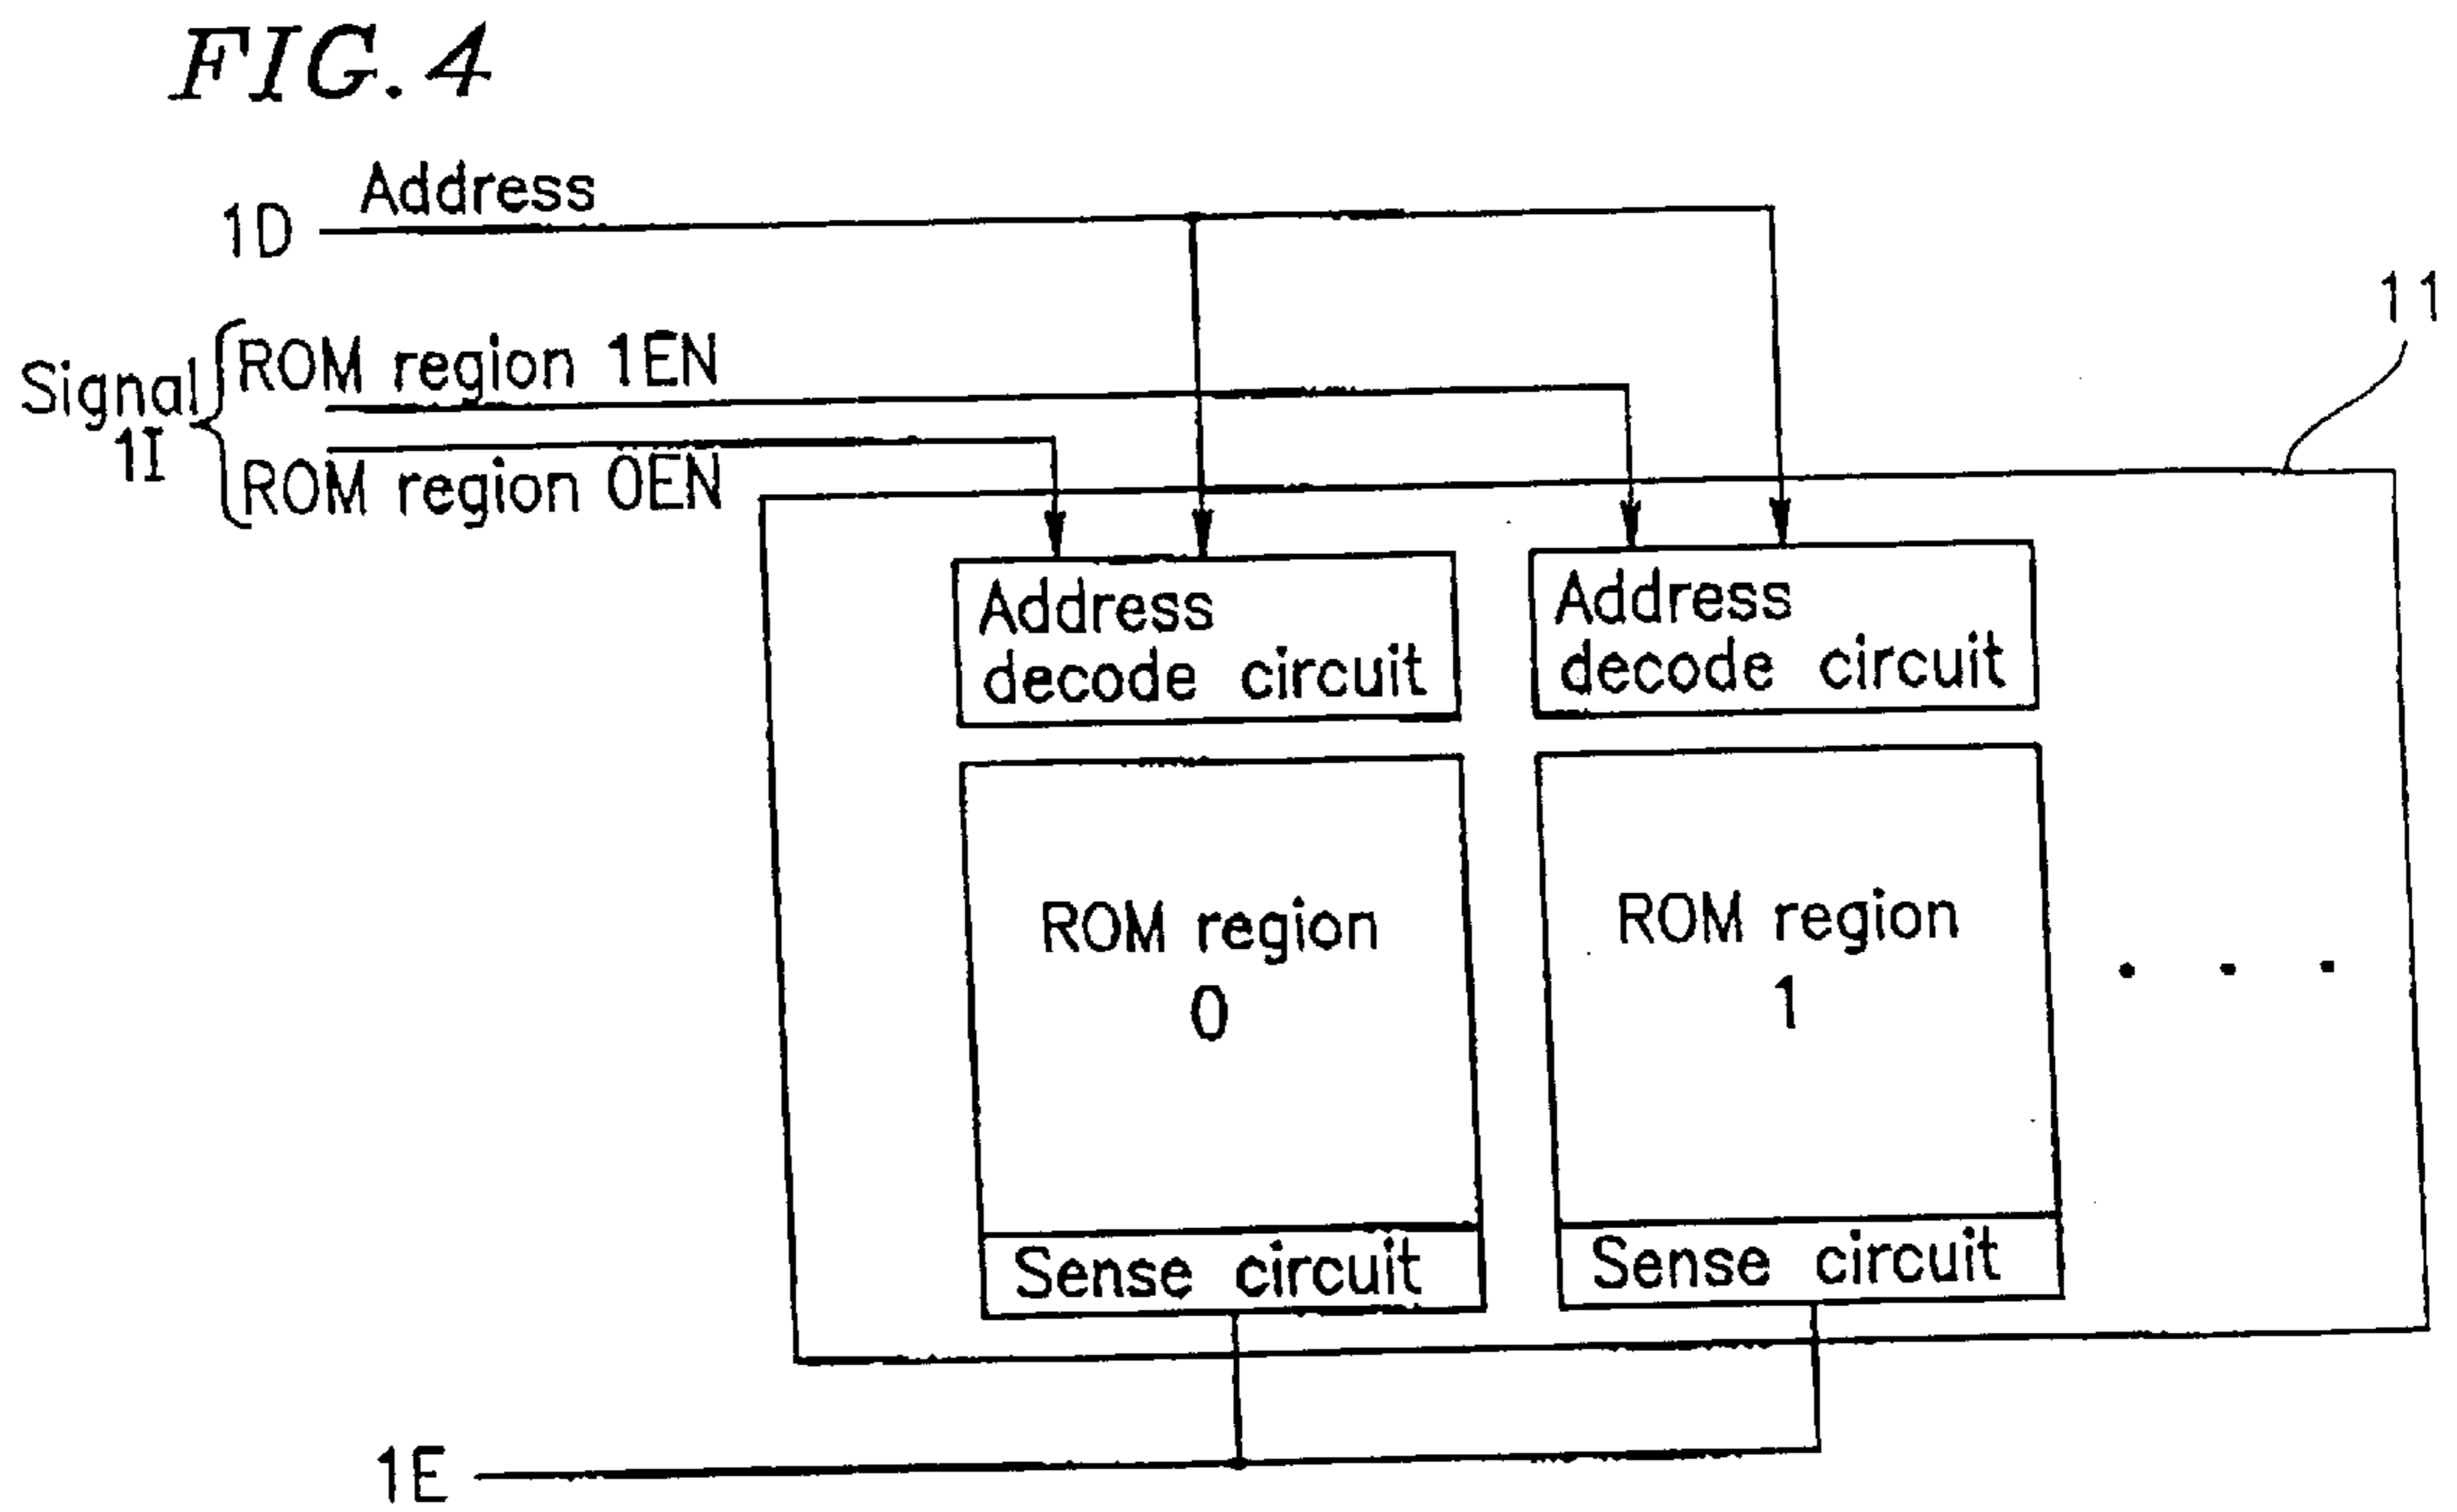 FIG.4
Address
1D
11
Signal
1I
ROM region 1EN
ROM region 0EN
Address
decode circuit
Address
decode circuit
ROM region
0
ROM region
1
. . .
Sense circuit
Sense circuit
1E